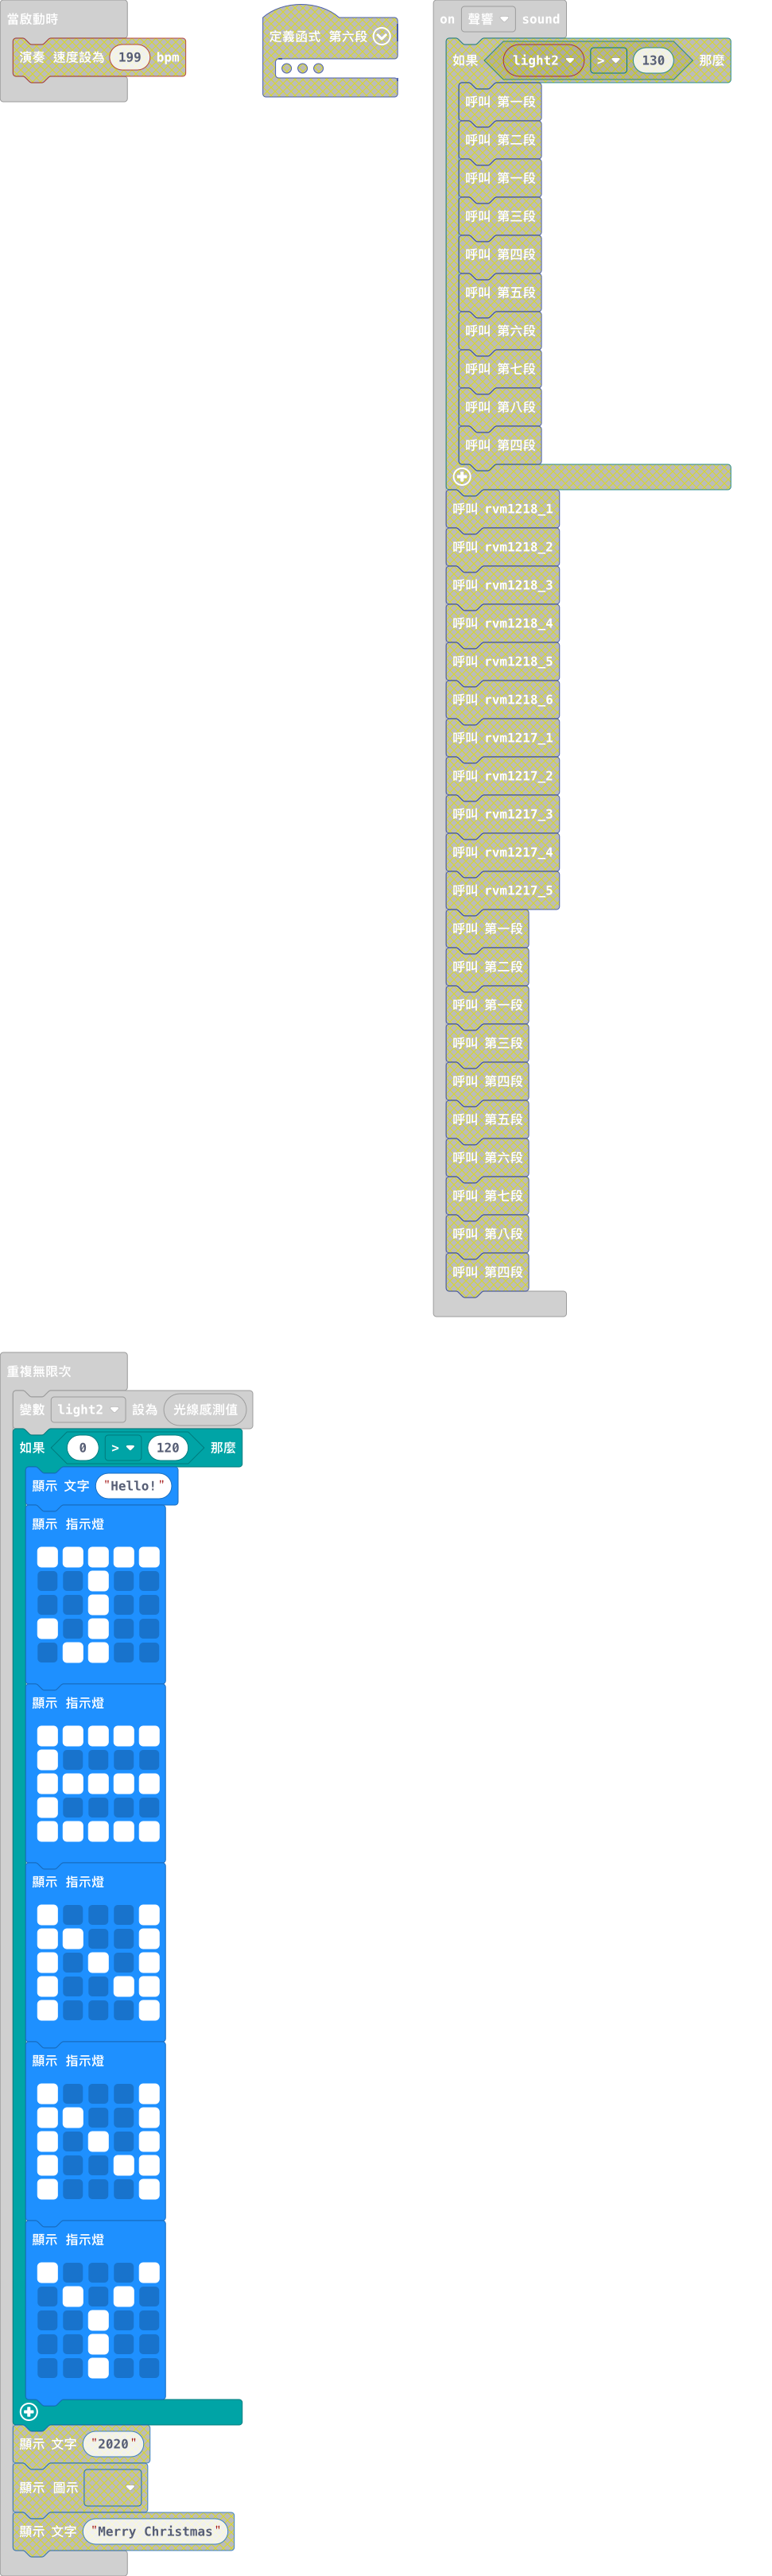 當啟動時
演奏 速度設為 199 bpm
定義函式 第六段
on 聲響 sound
如果 light2 > 130 那麼
呼叫 第一段
呼叫 第二段
呼叫 第一段
呼叫 第三段
呼叫 第四段
呼叫 第五段
呼叫 第六段
呼叫 第七段
呼叫 第八段
呼叫 第四段
呼叫 rvm1218_1
呼叫 rvm1218_2
呼叫 rvm1218_3
呼叫 rvm1218_4
呼叫 rvm1218_5
呼叫 rvm1218_6
呼叫 rvm1217_1
呼叫 rvm1217_2
呼叫 rvm1217_3
呼叫 rvm1217_4
呼叫 rvm1217_5
呼叫 第一段
呼叫 第二段
呼叫 第一段
呼叫 第三段
呼叫 第四段
呼叫 第五段
呼叫 第六段
呼叫 第七段
呼叫 第八段
呼叫 第四段
重複無限次
變數 light2 設為 光線感測值
如果 0 > 120 那麼
顯示 文字 "Hello!"
顯示 指示燈
顯示 指示燈
顯示 指示燈
顯示 指示燈
顯示 指示燈
顯示 文字 "2020"
顯示 圖示
顯示 文字 "Merry Christmas"